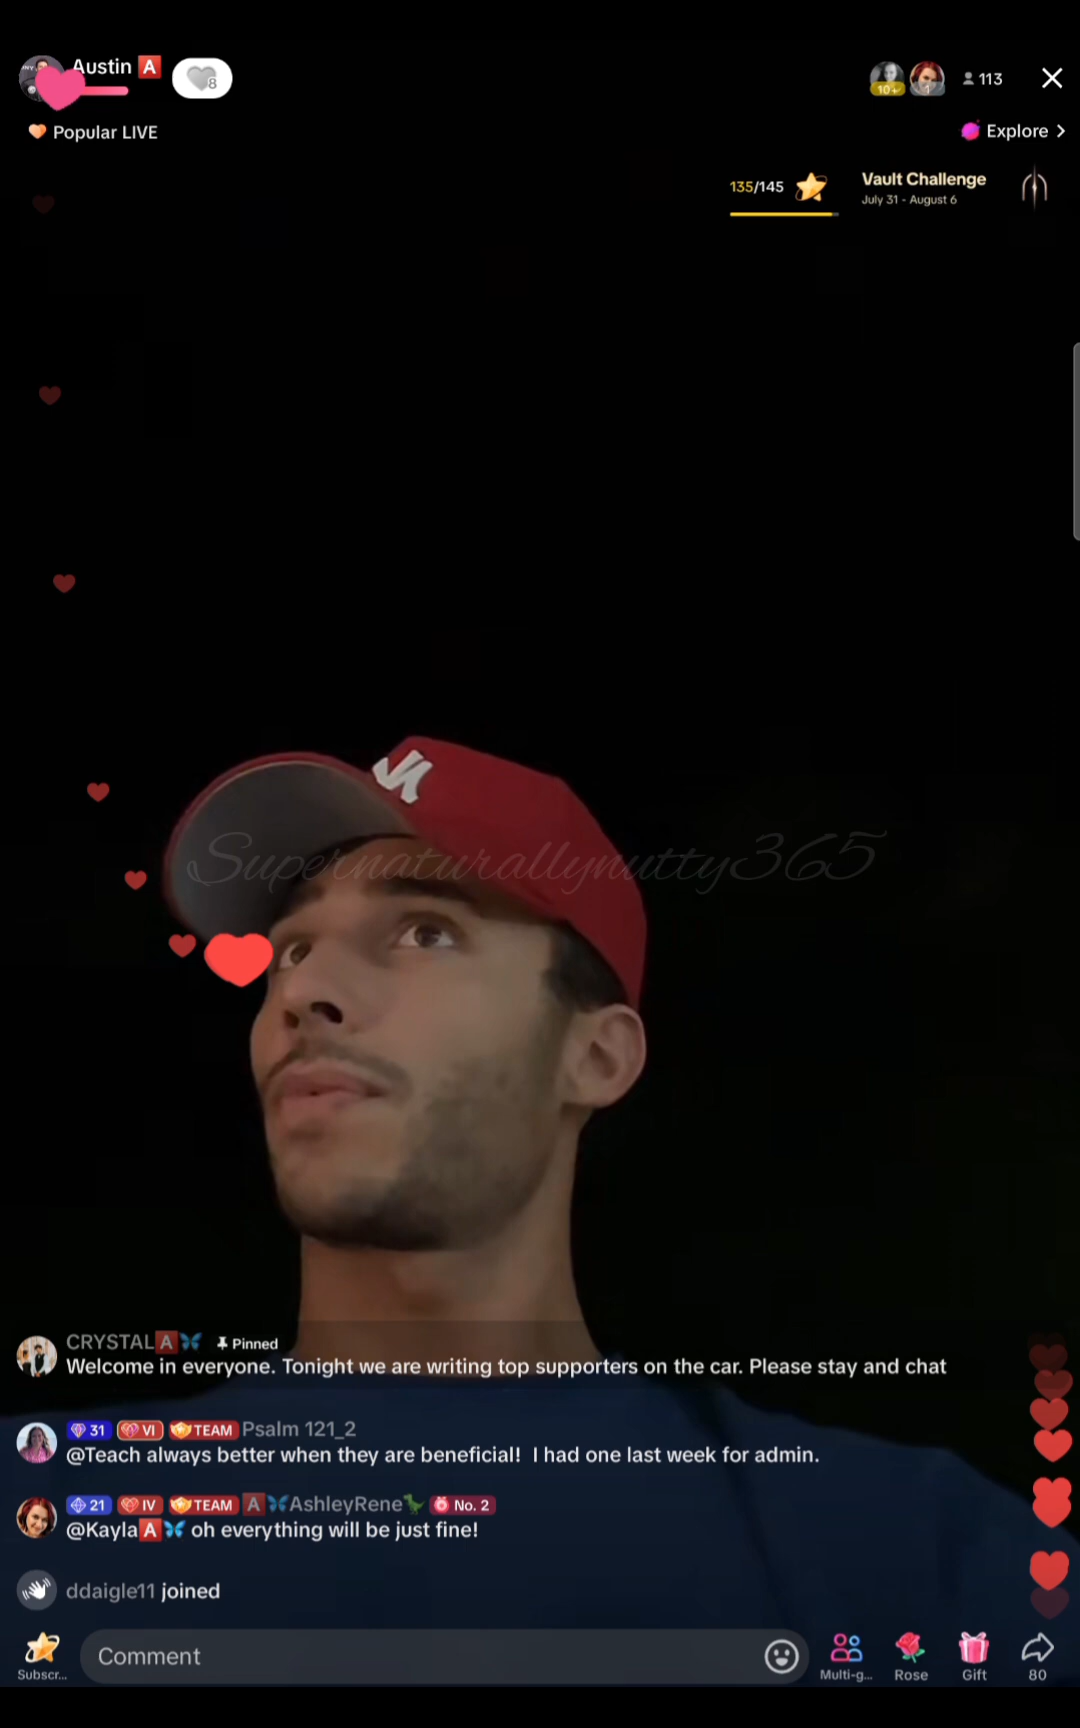 Austin A
8
10+
1
113
Popular LIVE
Explore >
135/145
Vault Challenge
July 31 - August 6
Supernaturallynutty365
CRYSTAL A Pinned
Welcome in everyone. Tonight we are writing top supporters on the car. Please stay and chat
31 VI TEAM Psalm 121_2
@Teach always better when they are beneficial! I had one last week for admin.
21 IV TEAM A AshleyRene No. 2
@Kayla A oh everything will be just fine!
ddaigle11 joined
Comment
Subscr... Multi-g... Rose Gift 80